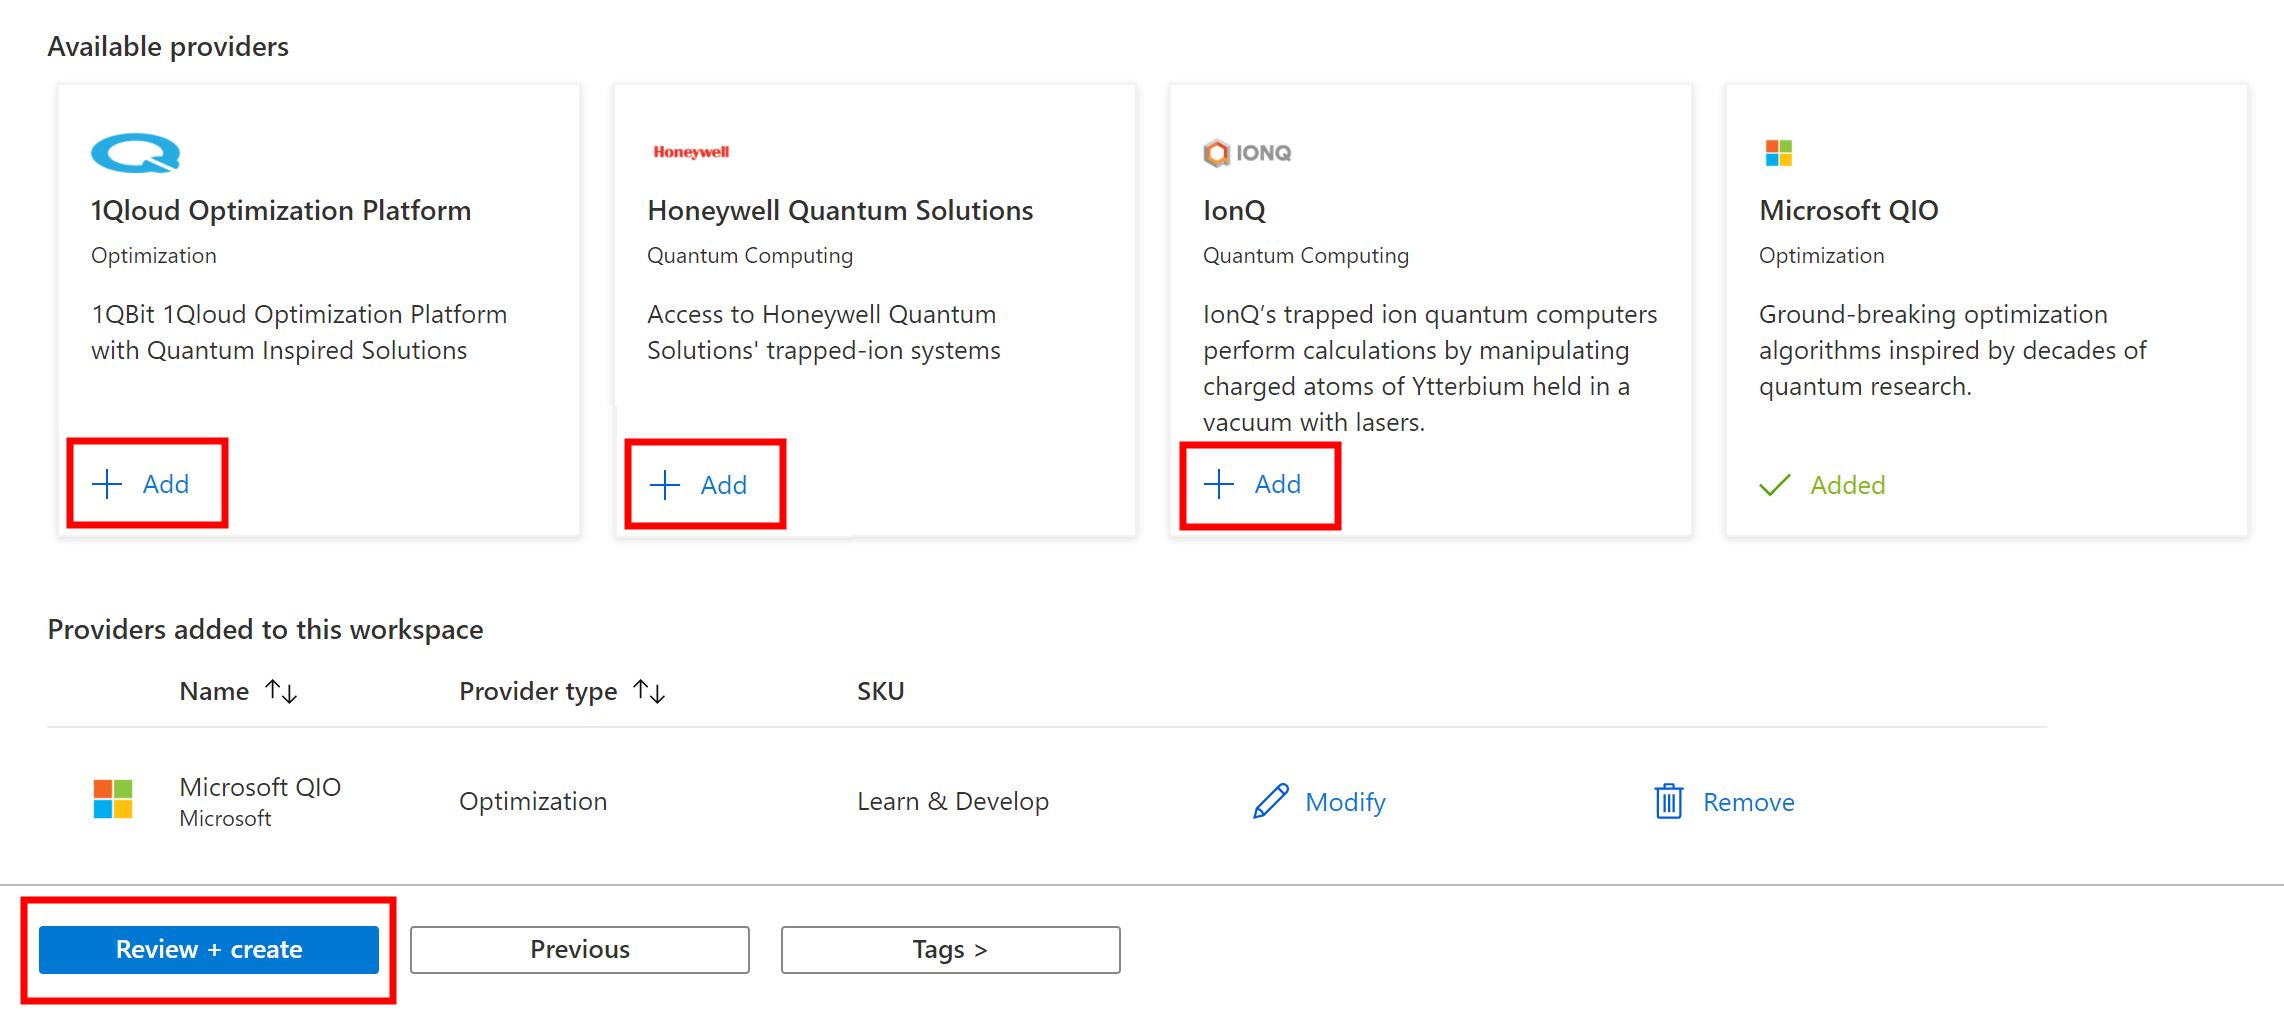 Available providers
1Qloud Optimization Platform
Optimization
1QBit 1Qloud Optimization Platform
with Quantum Inspired Solutions
Add
Honeywell
Honeywell Quantum Solutions
Quantum Computing
Access to Honeywell Quantum
Solutions' trapped-ion systems
Add
IONQ
IonQ
Quantum Computing
IonQ’s trapped ion quantum computers
perform calculations by manipulating
charged atoms of Ytterbium held in a
vacuum with lasers.
Add
Microsoft QIO
Optimization
Ground-breaking optimization
algorithms inspired by decades of
quantum research.
Added
Providers added to this workspace
Name Provider type SKU
Microsoft QIO
Microsoft
Optimization Learn & Develop Modify Remove
Review + create Previous Tags >